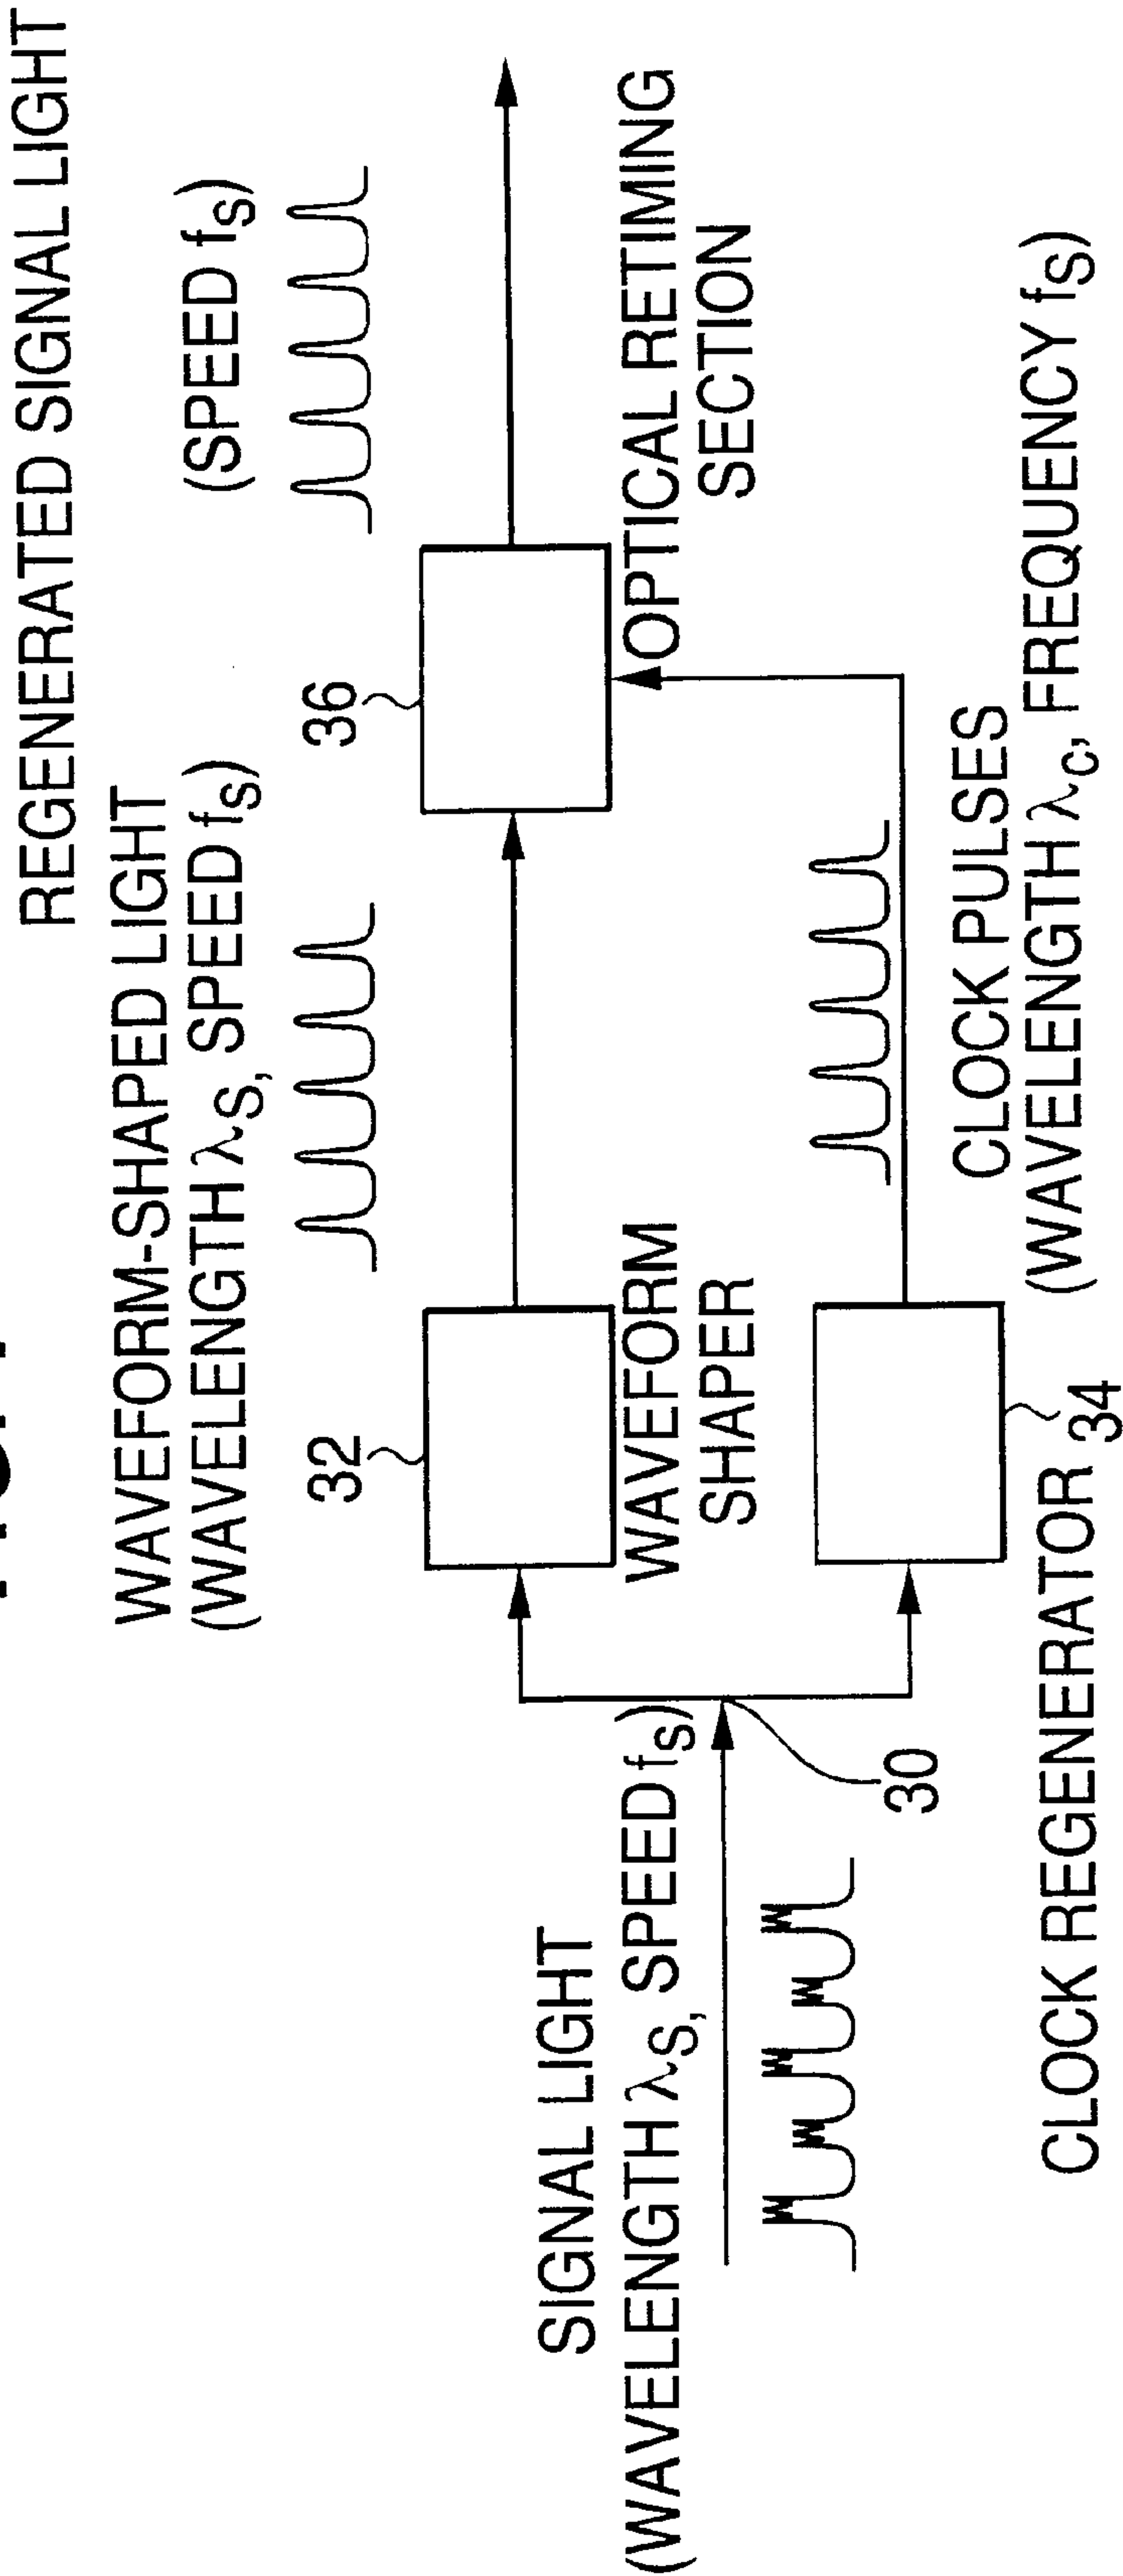 REGENERATED SIGNAL LIGHT
(SPEED fS)
WAVEFORM-SHAPED LIGHT
(WAVELENGTH λS, SPEED fS)
36
32
OPTICAL RETIMING
SECTION
WAVEFORM
SHAPER
SIGNAL LIGHT
(WAVELENGTH λS, SPEED fS)
30
CLOCK PULSES
(WAVELENGTH λC, FREQUENCY fS)
34
CLOCK REGENERATOR